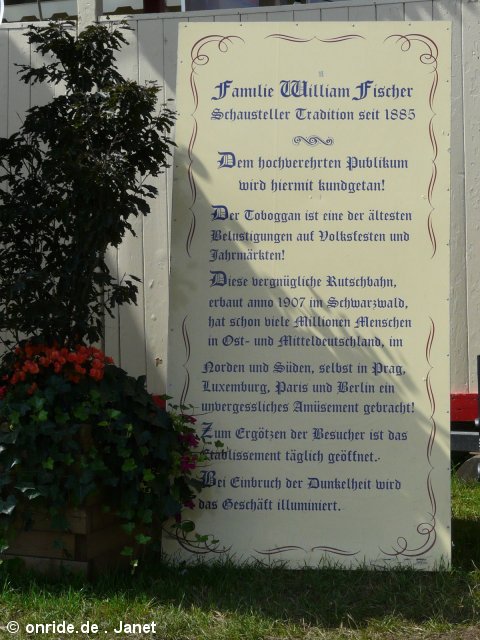 Familie William Fischer
Schausteller Tradition seit 1885
Dem hochverehrten Publikum
wird hiermit kundgetan!
Der Toboggan ist eine der ältesten
Belustigungen auf Volksfesten und
Jahrmärkten!
Diese vergnügliche Rutschbahn,
erbaut anno 1907 im Schwarzwald,
hat schon viele Millionen Menschen
in Ost- und Mitteldeutschland, im
Norden und Süden, selbst in Prag,
Luxemburg, Paris und Berlin ein
unvergessliches Amüsement gebracht!
Zum Ergötzen der Besucher ist das
Etablissement täglich geöffnet.
Bei Einbruch der Dunkelheit wird
das Geschäft illuminiert.
© onride.de . Janet